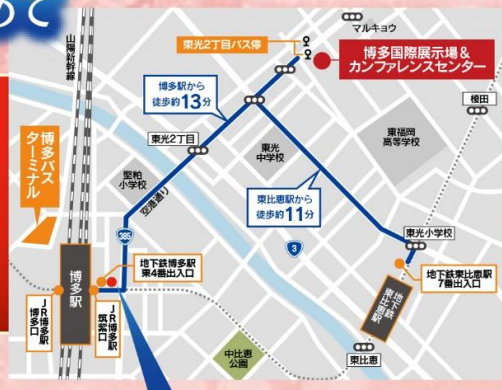 めて
マルキョウ
山陽新幹線
東光2丁目バス停
博多国際展示場&
カンファレンスセンター
博多駅から
徒歩約13分
榎田
東福岡
高等学校
東光2丁目
東光
中学校
博多バス
ターミナル
堅粕
小学校
空港通り
東比恵駅から
徒歩約11分
東光小学校
385
3
地下鉄博多駅
東4番出入口
地下鉄東比恵駅
7番出入口
博多駅
JR博多駅
博多口
JR博多駅
筑紫口
地下鉄
東比恵駅
中比恵
公園
東比恵